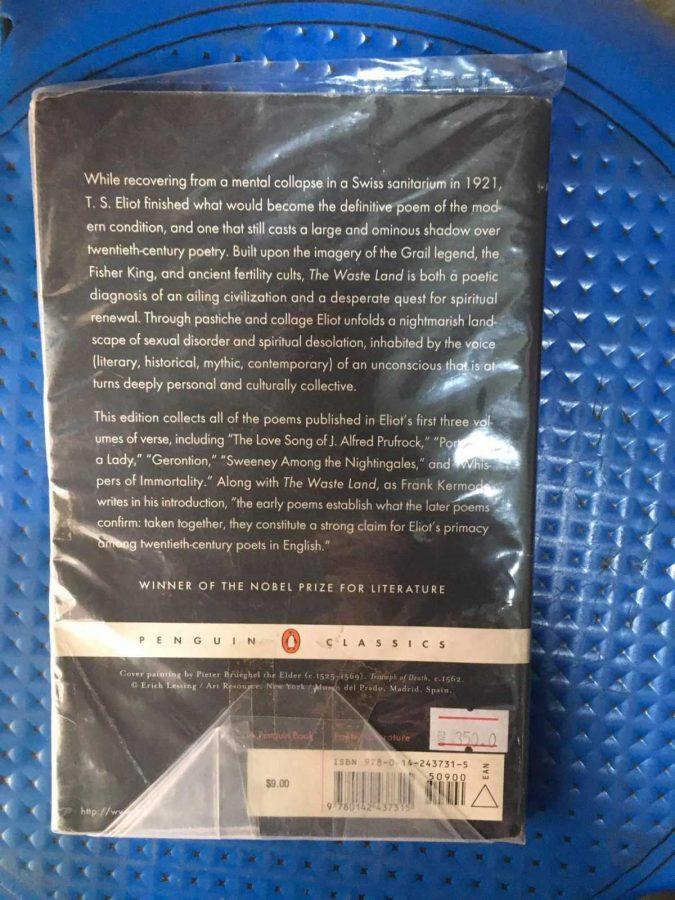 While recovering from a mental collapse in a Swiss sanitarium in 1921,
T. S. Eliot finished what would become the definitive poem of the mod-
ern condition, and one that still casts a large and ominous shadow over
twentieth-century poetry. Built upon the imagery of the Grail legend, the
Fisher King, and ancient fertility cults, The Waste Land is both a poetic
diagnosis of an ailing civilization and a desperate quest for spiritual
renewal. Through pastiche and collage Eliot unfolds a nightmarish land-
scape of sexual disorder and spiritual desolation, inhabited by the voice
(literary, historical, mythic, contemporary) of an unconscious that is at
turns deeply personal and culturally collective.
This edition collects all of the poems published in Eliot's first three vol-
umes of verse, including "The Love Song of J. Alfred Prufrock,"
a Lady," "Gerontion," "Sweeney Among the Nightingales," and "Whis-
pers of Immortality." Along with The Waste Land, as Frank Kermode
writes in his introduction, "the early poems establish what the later poems
confirm: taken together, they constitute a strong claim for Eliot's primacy
among twentieth-century poets in English."
WINNER OF THE NOBEL PRIZE FOR LITERATURE
PENGUIN CLASSICS
Cover painting by Pieter Brueghel the Elder (c.1525–1569). Triumph of Death, c.1562.
© Erich Lessing / Art Resource, New York / Museo del Prado, Madrid, Spain.
A Penguin Book
350.0
ISBN 978-0-14-243731-5
50900
EAN
$9.00
9 780142 437315